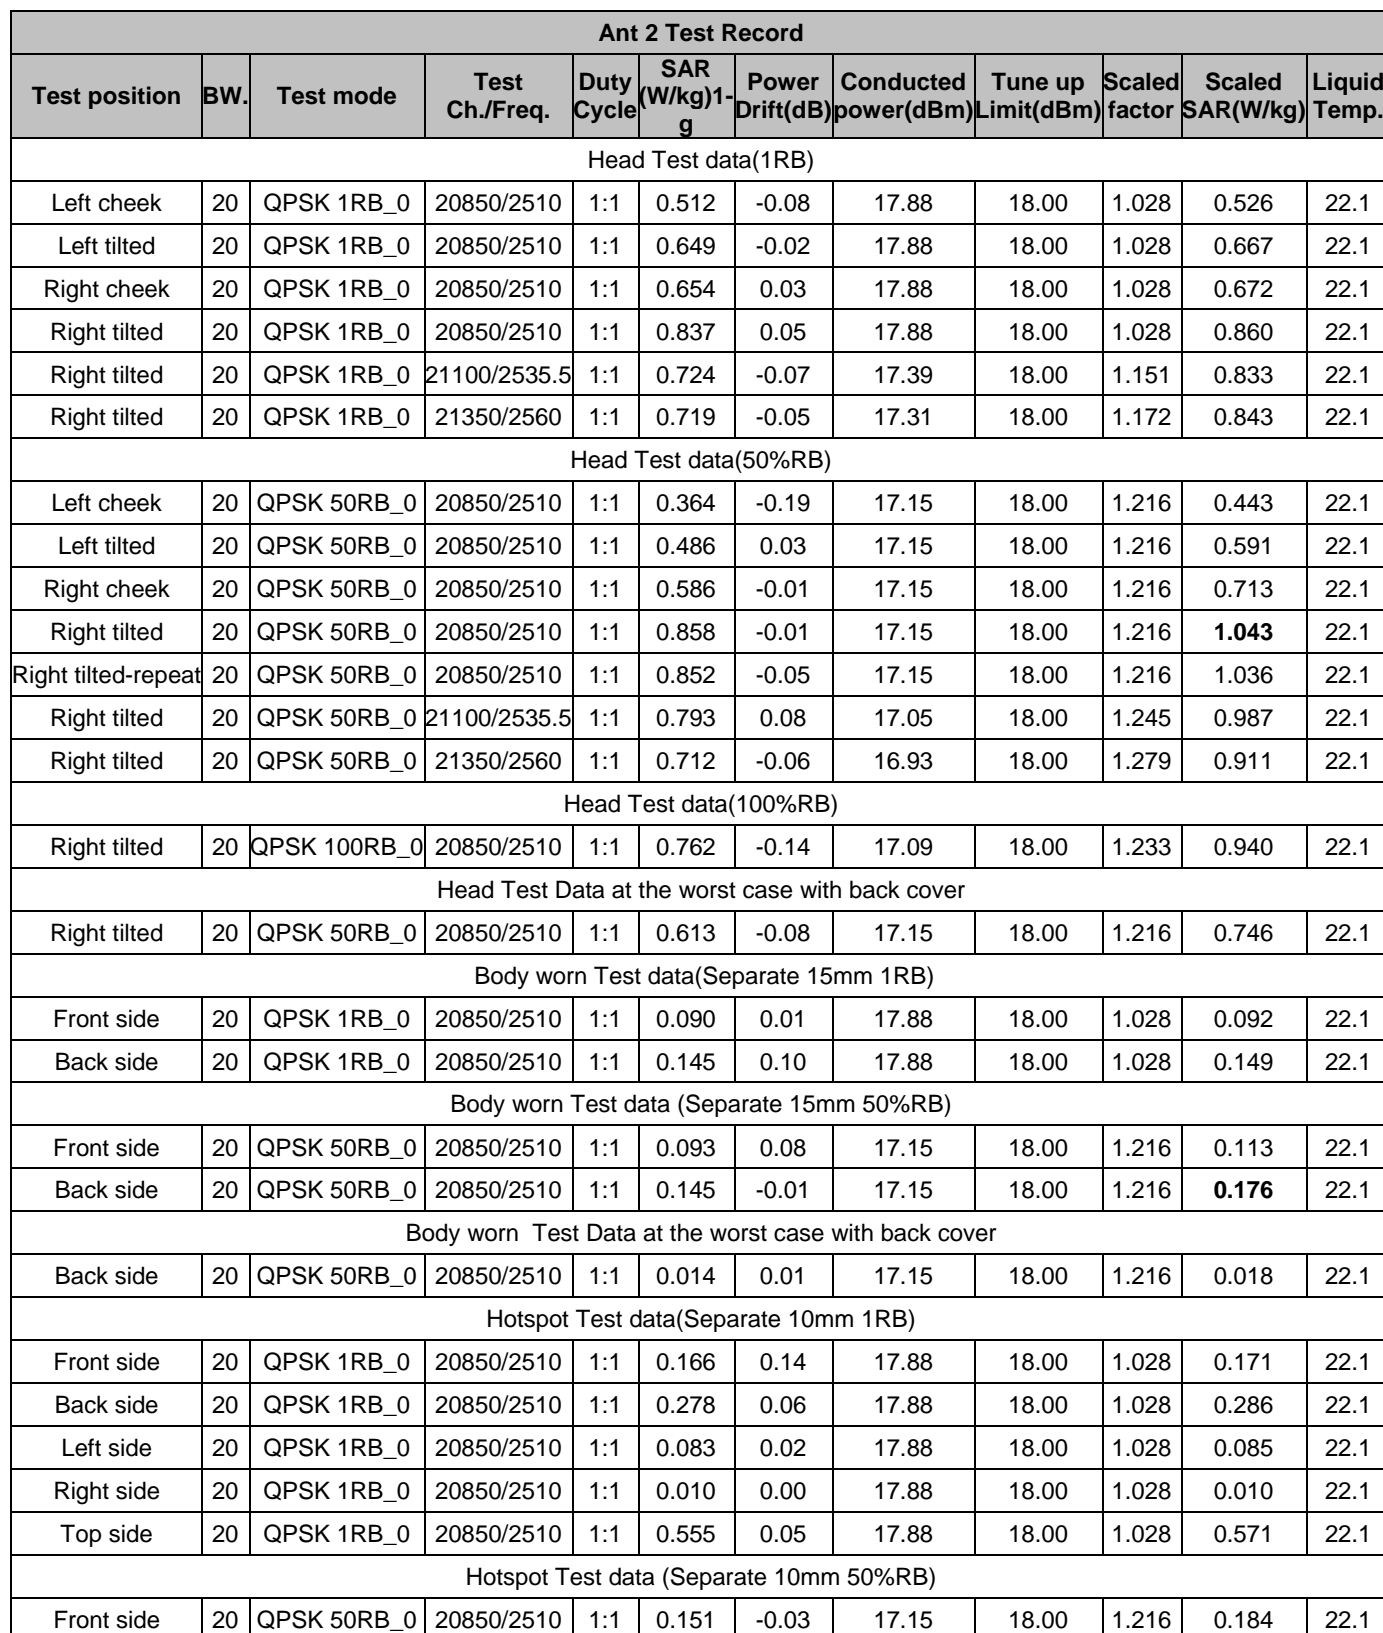 Ant 2 Test Record
Test position BW. Test mode Test Ch./Freq. Duty Cycle SAR (W/kg)1-g Power Drift(dB) Conducted power(dBm) Tune up Limit(dBm) Scaled factor Scaled SAR(W/kg) Liquid Temp.
Head Test data(1RB)
Left cheek 20 QPSK 1RB_0 20850/2510 1:1 0.512 -0.08 17.88 18.00 1.028 0.526 22.1
Left tilted 20 QPSK 1RB_0 20850/2510 1:1 0.649 -0.02 17.88 18.00 1.028 0.667 22.1
Right cheek 20 QPSK 1RB_0 20850/2510 1:1 0.654 0.03 17.88 18.00 1.028 0.672 22.1
Right tilted 20 QPSK 1RB_0 20850/2510 1:1 0.837 0.05 17.88 18.00 1.028 0.860 22.1
Right tilted 20 QPSK 1RB_0 21100/2535.5 1:1 0.724 -0.07 17.39 18.00 1.151 0.833 22.1
Right tilted 20 QPSK 1RB_0 21350/2560 1:1 0.719 -0.05 17.31 18.00 1.172 0.843 22.1
Head Test data(50%RB)
Left cheek 20 QPSK 50RB_0 20850/2510 1:1 0.364 -0.19 17.15 18.00 1.216 0.443 22.1
Left tilted 20 QPSK 50RB_0 20850/2510 1:1 0.486 0.03 17.15 18.00 1.216 0.591 22.1
Right cheek 20 QPSK 50RB_0 20850/2510 1:1 0.586 -0.01 17.15 18.00 1.216 0.713 22.1
Right tilted 20 QPSK 50RB_0 20850/2510 1:1 0.858 -0.01 17.15 18.00 1.216 1.043 22.1
Right tilted-repeat 20 QPSK 50RB_0 20850/2510 1:1 0.852 -0.05 17.15 18.00 1.216 1.036 22.1
Right tilted 20 QPSK 50RB_0 21100/2535.5 1:1 0.793 0.08 17.05 18.00 1.245 0.987 22.1
Right tilted 20 QPSK 50RB_0 21350/2560 1:1 0.712 -0.06 16.93 18.00 1.279 0.911 22.1
Head Test data(100%RB)
Right tilted 20 QPSK 100RB_0 20850/2510 1:1 0.762 -0.14 17.09 18.00 1.233 0.940 22.1
Head Test Data at the worst case with back cover
Right tilted 20 QPSK 50RB_0 20850/2510 1:1 0.613 -0.08 17.15 18.00 1.216 0.746 22.1
Body worn Test data(Separate 15mm 1RB)
Front side 20 QPSK 1RB_0 20850/2510 1:1 0.090 0.01 17.88 18.00 1.028 0.092 22.1
Back side 20 QPSK 1RB_0 20850/2510 1:1 0.145 0.10 17.88 18.00 1.028 0.149 22.1
Body worn Test data (Separate 15mm 50%RB)
Front side 20 QPSK 50RB_0 20850/2510 1:1 0.093 0.08 17.15 18.00 1.216 0.113 22.1
Back side 20 QPSK 50RB_0 20850/2510 1:1 0.145 -0.01 17.15 18.00 1.216 0.176 22.1
Body worn Test Data at the worst case with back cover
Back side 20 QPSK 50RB_0 20850/2510 1:1 0.014 0.01 17.15 18.00 1.216 0.018 22.1
Hotspot Test data(Separate 10mm 1RB)
Front side 20 QPSK 1RB_0 20850/2510 1:1 0.166 0.14 17.88 18.00 1.028 0.171 22.1
Back side 20 QPSK 1RB_0 20850/2510 1:1 0.278 0.06 17.88 18.00 1.028 0.286 22.1
Left side 20 QPSK 1RB_0 20850/2510 1:1 0.083 0.02 17.88 18.00 1.028 0.085 22.1
Right side 20 QPSK 1RB_0 20850/2510 1:1 0.010 0.00 17.88 18.00 1.028 0.010 22.1
Top side 20 QPSK 1RB_0 20850/2510 1:1 0.555 0.05 17.88 18.00 1.028 0.571 22.1
Hotspot Test data (Separate 10mm 50%RB)
Front side 20 QPSK 50RB_0 20850/2510 1:1 0.151 -0.03 17.15 18.00 1.216 0.184 22.1